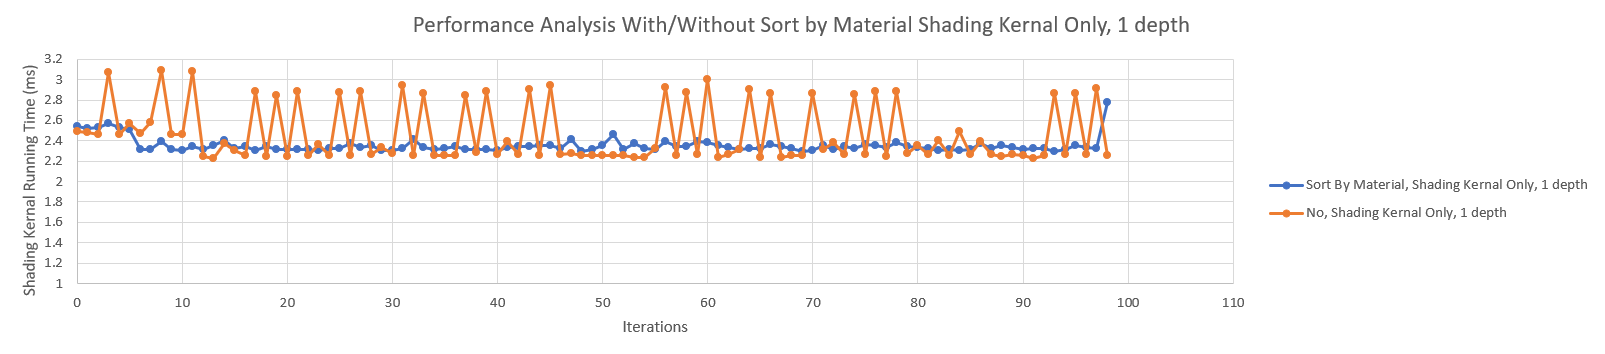 Performance Analysis With/Without Sort by Material Shading Kernal Only, 1 depth
Shading Kernal Running Time (ms)
3.2
3
2.8
2.6
2.4
2.2
2
1.8
1.6
1.4
1.2
1
0 10 20 30 40 50 60 70 80 90 100 110
Iterations
Sort By Material, Shading Kernal Only, 1 depth
No, Shading Kernal Only, 1 depth